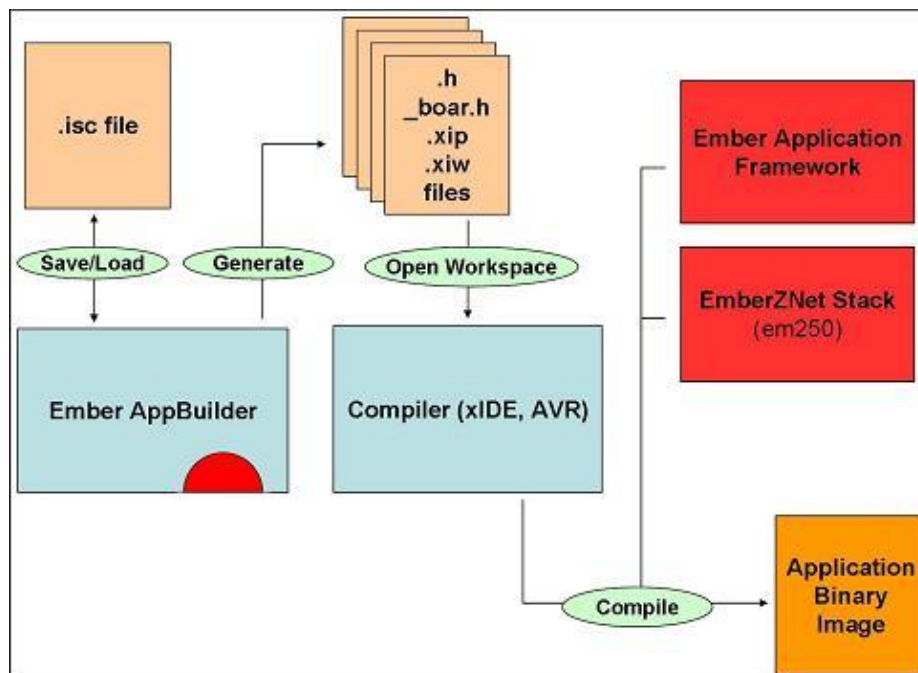 .isc file
.h
_boar.h
.xip
.xiw
files
Ember Application
Framework
Save/Load
Generate
Open Workspace
EmberZNet Stack
(em250)
Ember AppBuilder
Compiler (xIDE, AVR)
Compile
Application
Binary
Image